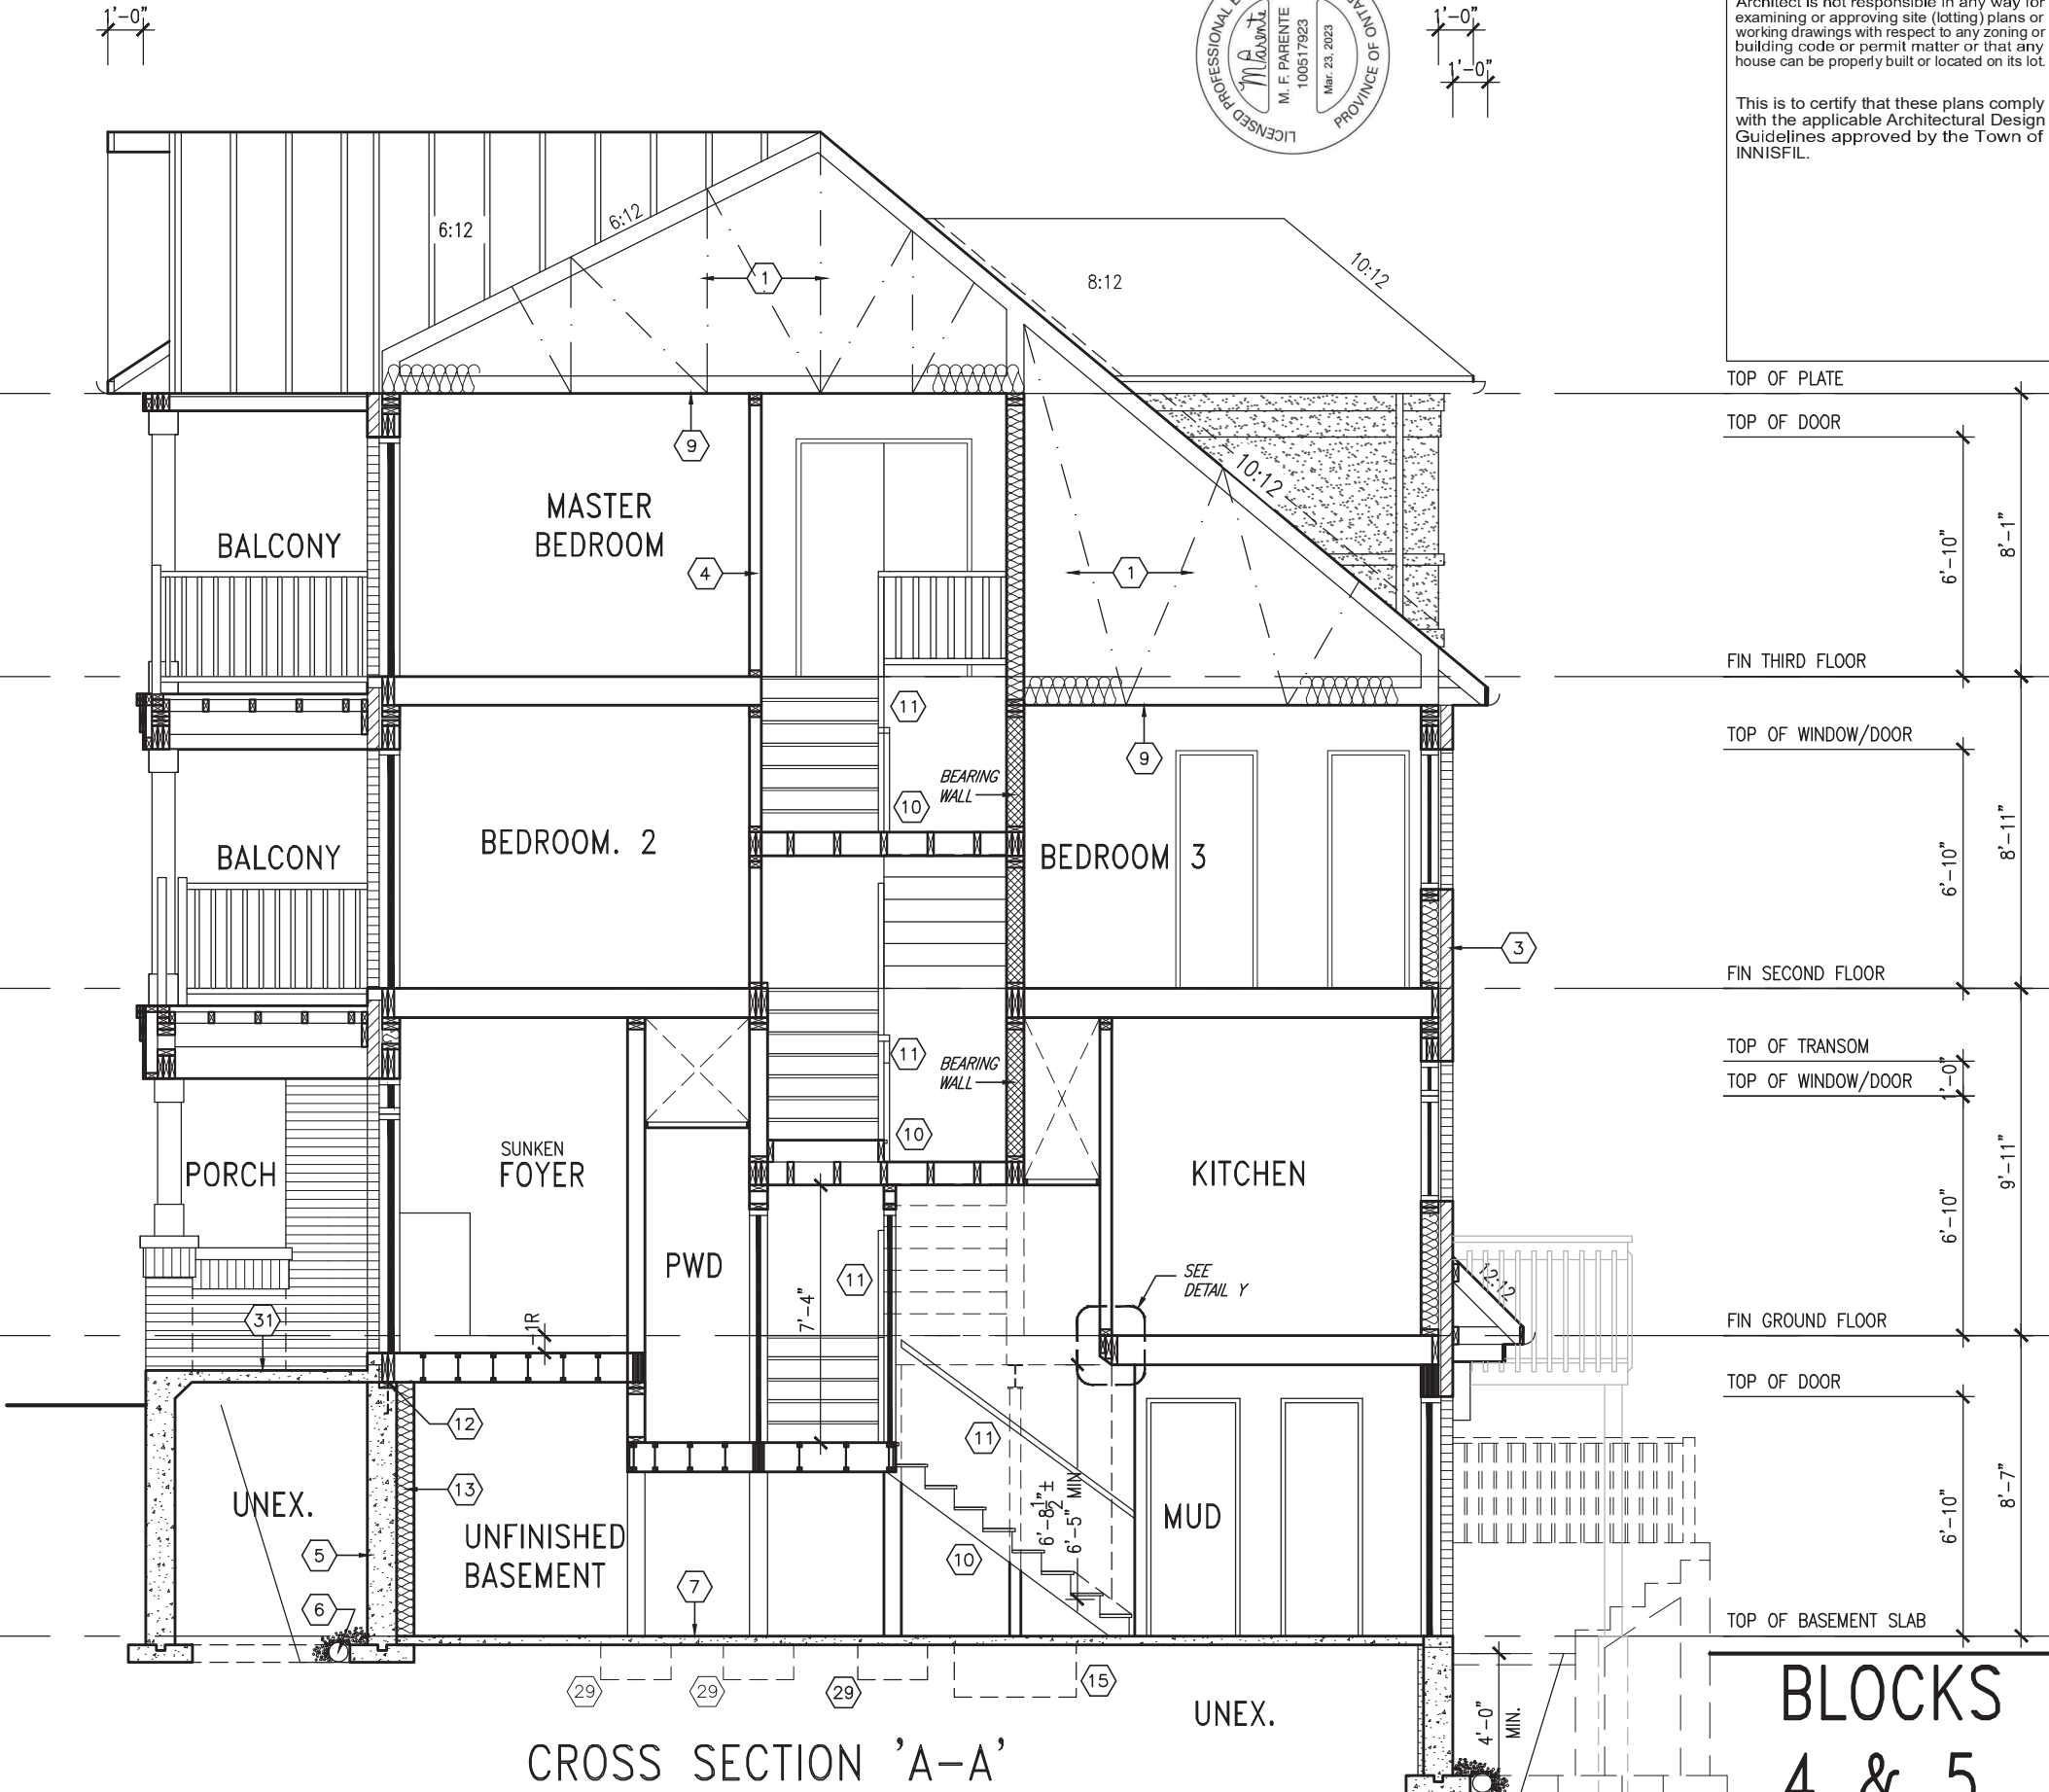 1'-0"
LICENSED PROFESSIONAL
M. F. PARENTE
100517923
Mar. 23, 2023
PROVINCE OF ONTARIO
1'-0"
1'-0"
Architect is not responsible in any way for
examining or approving site (lotting) plans or
working drawings with respect to any zoning or
building code or permit matter or that any
house can be properly built or located on its lot.
This is to certify that these plans comply
with the applicable Architectural Design
Guidelines approved by the Town of
INNISFIL.
6:12
6:12
1
8:12
10:12
TOP OF PLATE
TOP OF DOOR
9
10:12
MASTER
BEDROOM
BALCONY
4
1
6'-10"
8'-1"
FIN THIRD FLOOR
11
TOP OF WINDOW/DOOR
9
BEARING
WALL
10
BEDROOM. 2
BALCONY
BEDROOM 3
6'-10"
8'-11"
3
FIN SECOND FLOOR
TOP OF TRANSOM
11
BEARING
WALL
TOP OF WINDOW/DOOR
1'-0"
10
SUNKEN
FOYER
PORCH
KITCHEN
6'-10"
9'-11"
PWD
11
7'-4"
SEE
DETAIL Y
12:12
31
-1R
FIN GROUND FLOOR
TOP OF DOOR
12
11
13
UNEX.
6'-8 1/2"±
6'-5" MIN
MUD
6'-10"
8'-7"
UNFINISHED
BASEMENT
5
10
7
6
TOP OF BASEMENT SLAB
29
29
29
15
UNEX.
4'-0"
MIN.
BLOCKS
4 & 5
CROSS SECTION 'A-A'